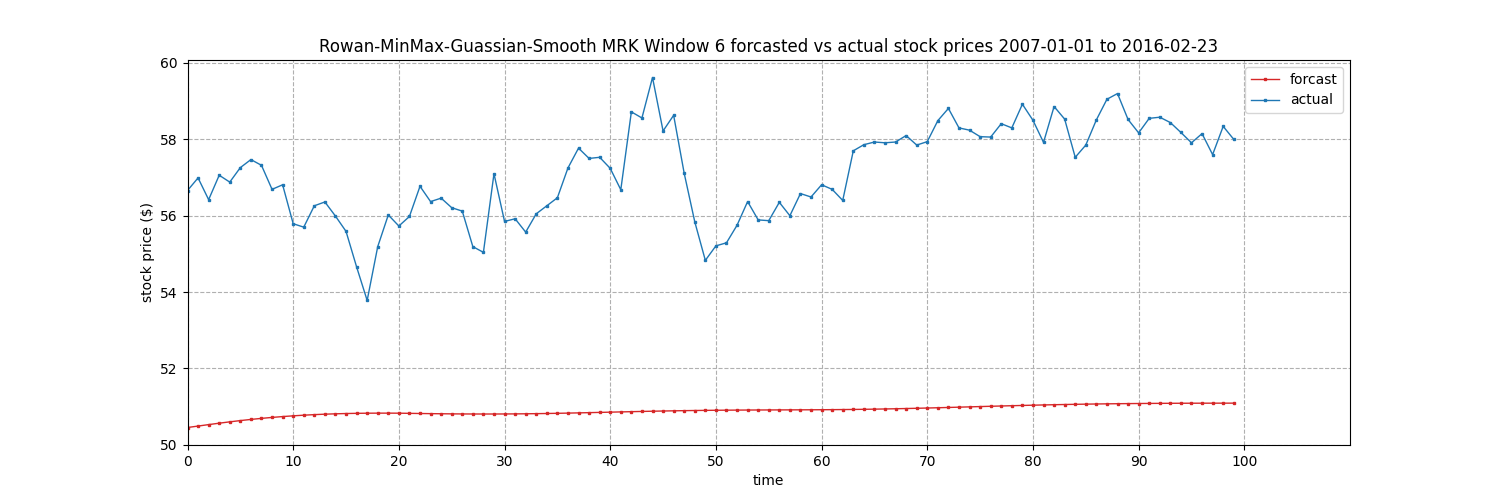 Rowan-MinMax-Guassian-Smooth MRK Window 6 forcasted vs actual stock prices 2007-01-01 to 2016-02-23
forcast
actual
stock price ($)
60
58
56
54
52
50
0 10 20 30 40 50 60 70 80 90 100
time